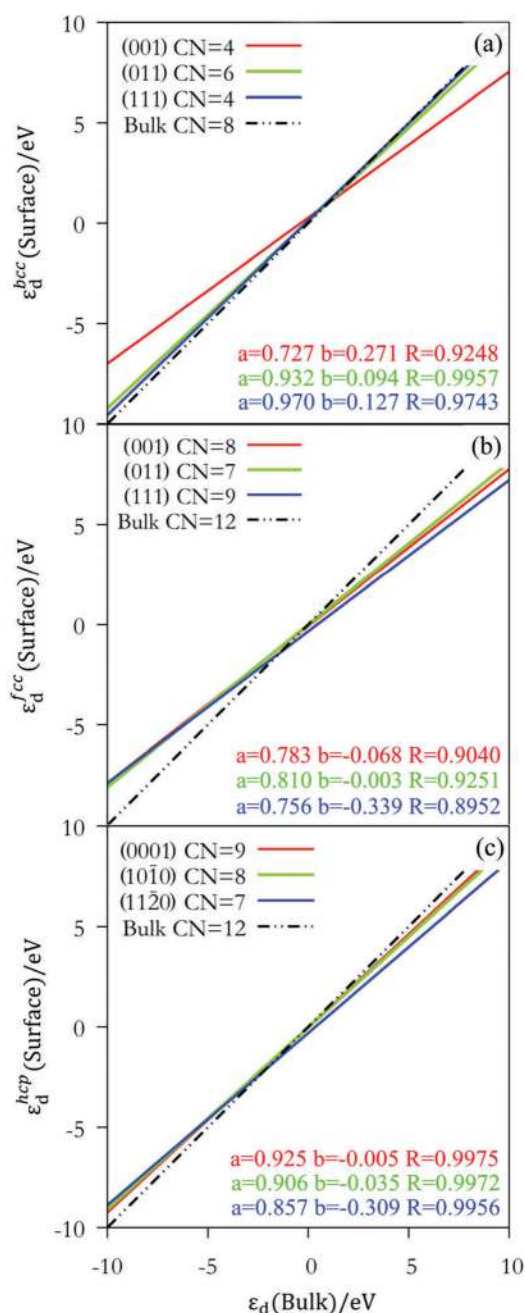 10
(a)
(001) CN=4
(011) CN=6
(111) CN=4
Bulk CN=8
5
0
-5
ε_d^bcc(Surface)/eV
a=0.727 b=0.271 R=0.9248
a=0.932 b=0.094 R=0.9957
a=0.970 b=0.127 R=0.9743
10
(b)
(001) CN=8
(011) CN=7
(111) CN=9
Bulk CN=12
5
0
-5
ε_d^fcc(Surface)/eV
a=0.783 b=-0.068 R=0.9040
a=0.810 b=-0.003 R=0.9251
a=0.756 b=-0.339 R=0.8952
10
(c)
(0001) CN=9
(101̄0) CN=8
(112̄0) CN=7
Bulk CN=12
5
0
-5
ε_d^hcp(Surface)/eV
a=0.925 b=-0.005 R=0.9975
a=0.906 b=-0.035 R=0.9972
a=0.857 b=-0.309 R=0.9956
-10
-10 -5 0 5 10
ε_d(Bulk)/eV